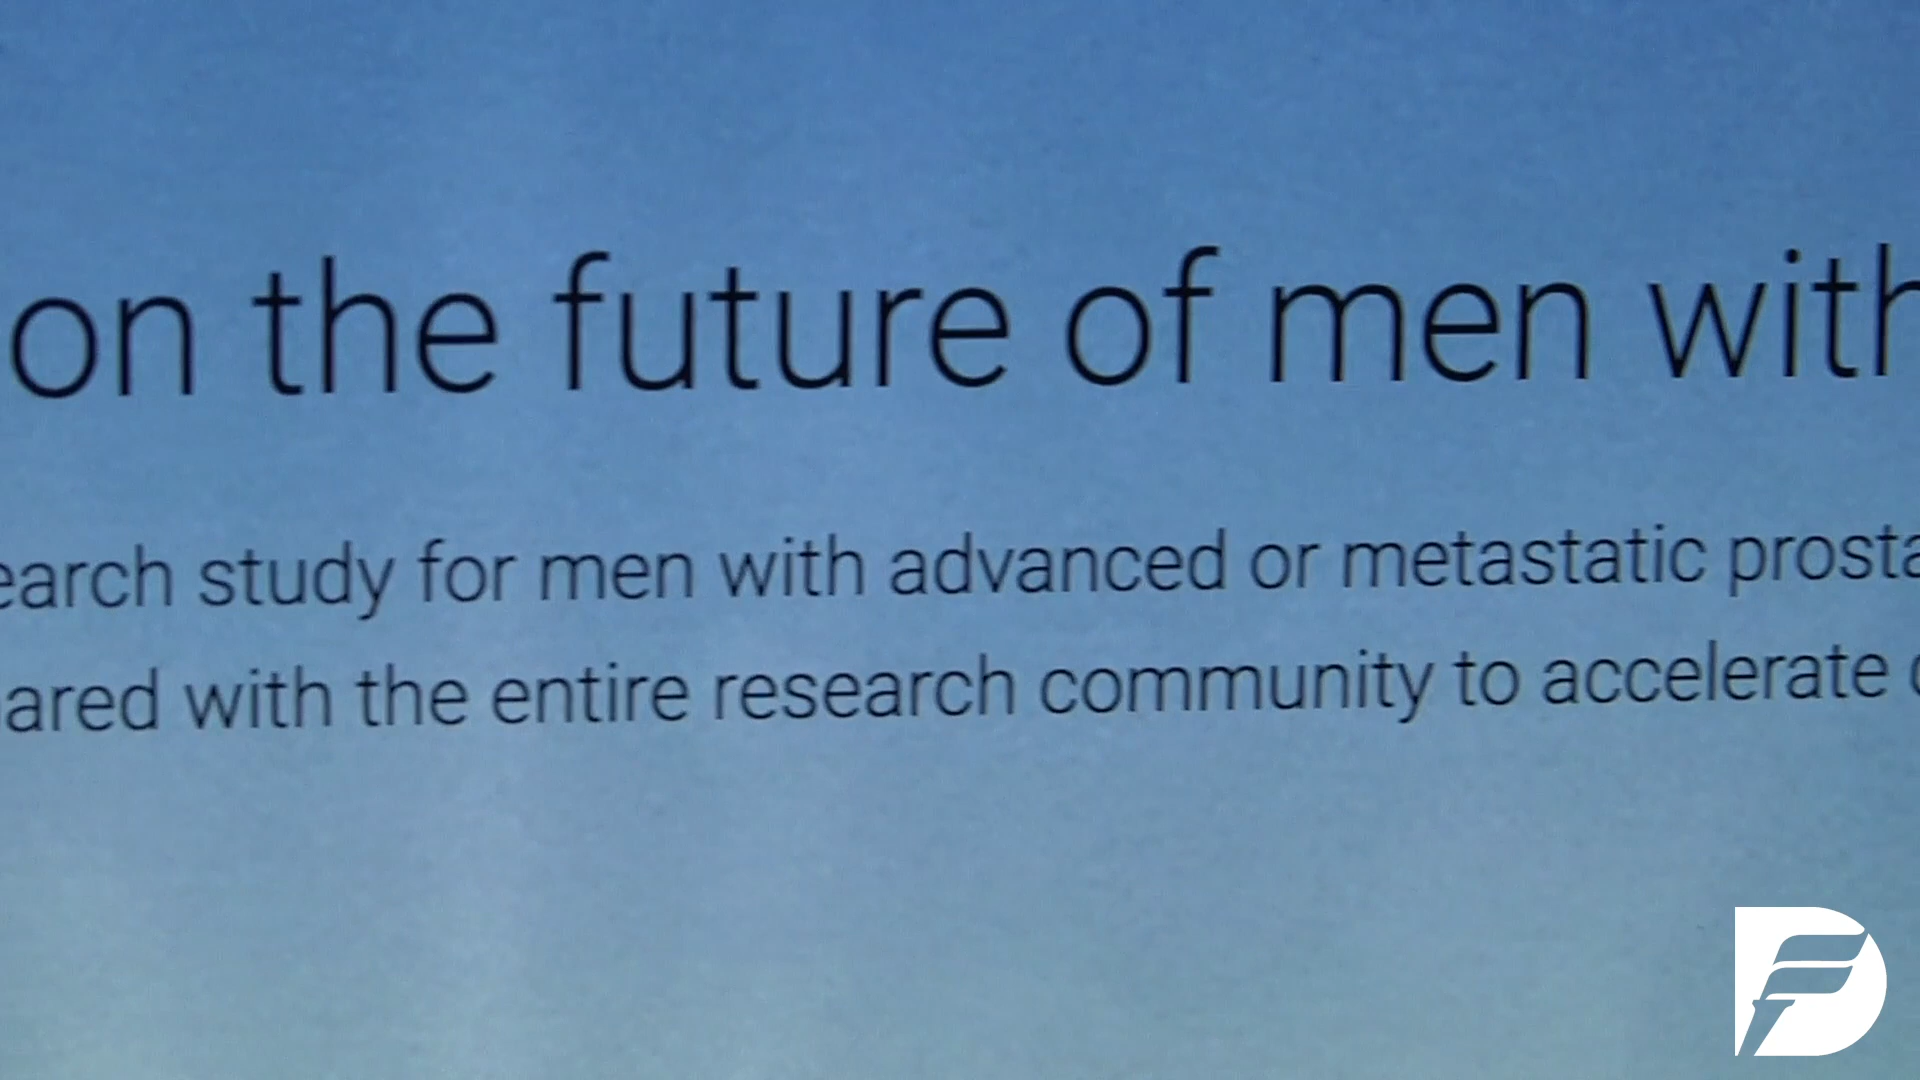 on the future of men with
earch study for men with advanced or metastatic prosta
ared with the entire research community to accelerate